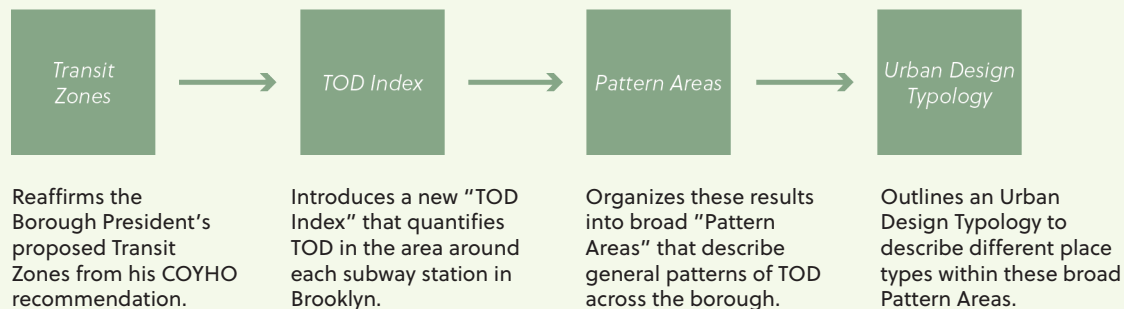 Transit
Zones
TOD Index
Pattern Areas
Urban Design
Typology
Reaffirms the
Borough President’s
proposed Transit
Zones from his COYHO
recommendation.
Introduces a new “TOD
Index” that quantifies
TOD in the area around
each subway station in
Brooklyn.
Organizes these results
into broad “Pattern
Areas” that describe
general patterns of TOD
across the borough.
Outlines an Urban
Design Typology to
describe different place
types within these broad
Pattern Areas.